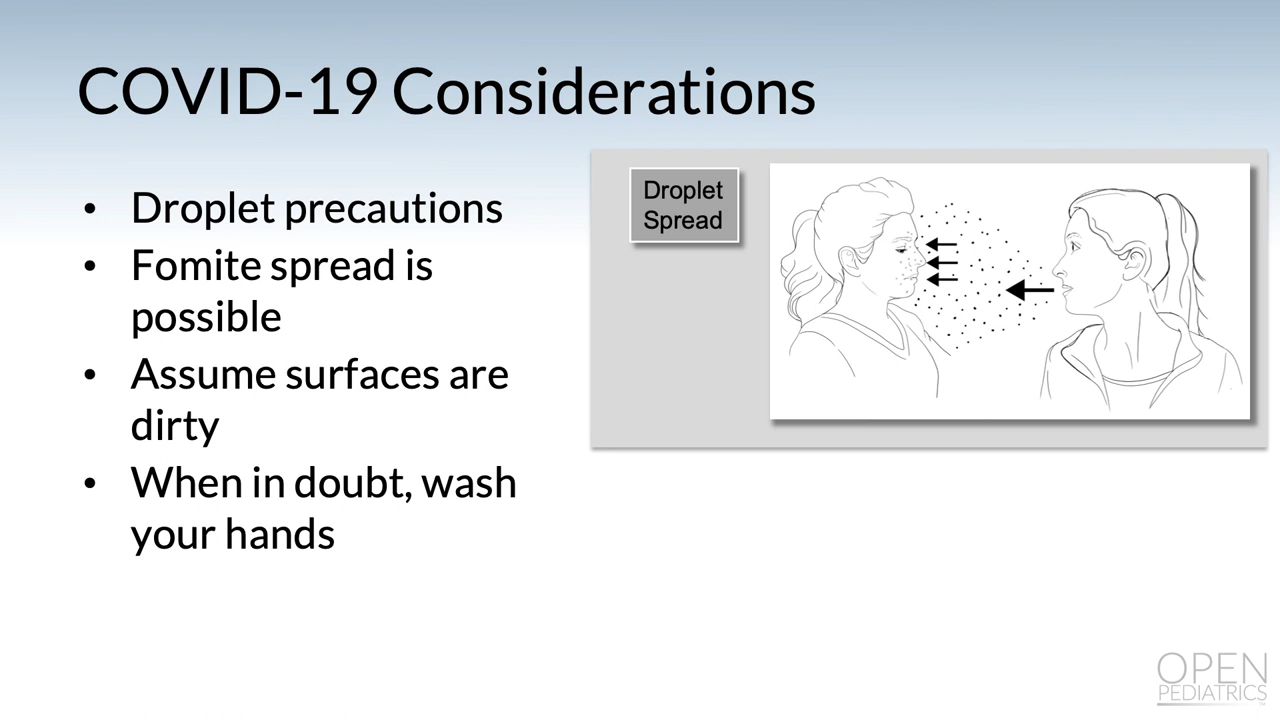 COVID-19 Considerations
• Droplet precautions
• Fomite spread is
possible
• Assume surfaces are
dirty
• When in doubt, wash
your hands
Droplet
Spread
OPEN
PEDIATRICS